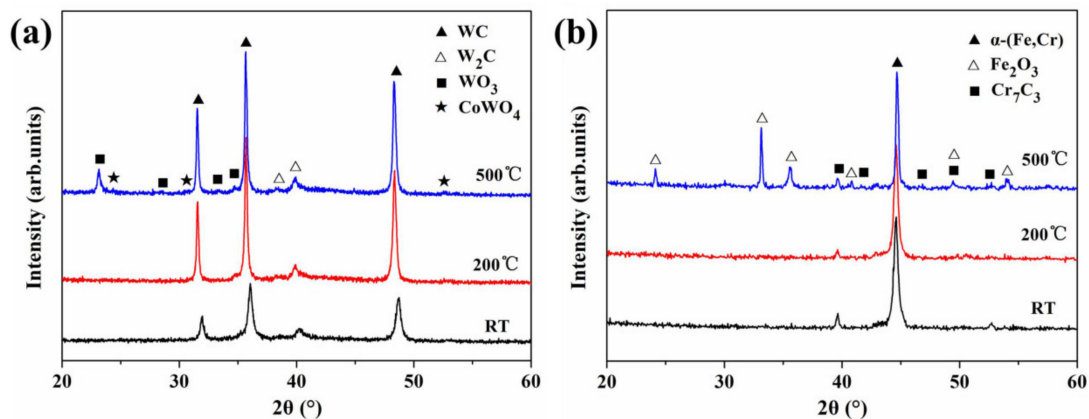 (a)
▲ WC
△ W₂C
■ WO₃
★ CoWO₄
500℃
200℃
RT
Intensity (arb.units)
20 30 40 50 60
2θ (°)
(b)
▲ α-(Fe,Cr)
△ Fe₂O₃
■ Cr₇C₃
500℃
200℃
RT
Intensity (arb.units)
20 30 40 50 60
2θ (°)